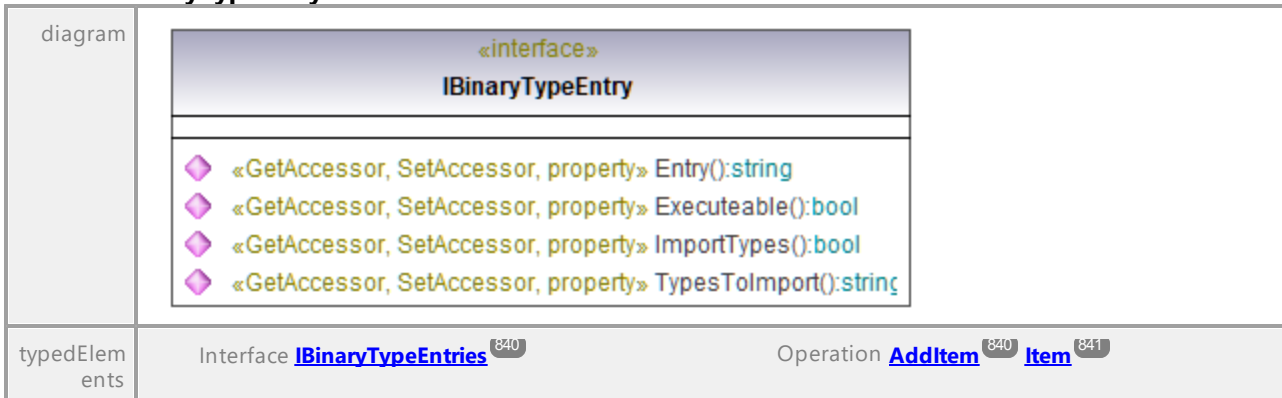 diagram
«interface»
IBinaryTypeEntry
«GetAccessor, SetAccessor, property» Entry():string
«GetAccessor, SetAccessor, property» Executeable():bool
«GetAccessor, SetAccessor, property» ImportTypes():bool
«GetAccessor, SetAccessor, property» TypesToImport():string
typedElem
ents
Interface IBinaryTypeEntries 840 Operation AddItem 840 Item 841